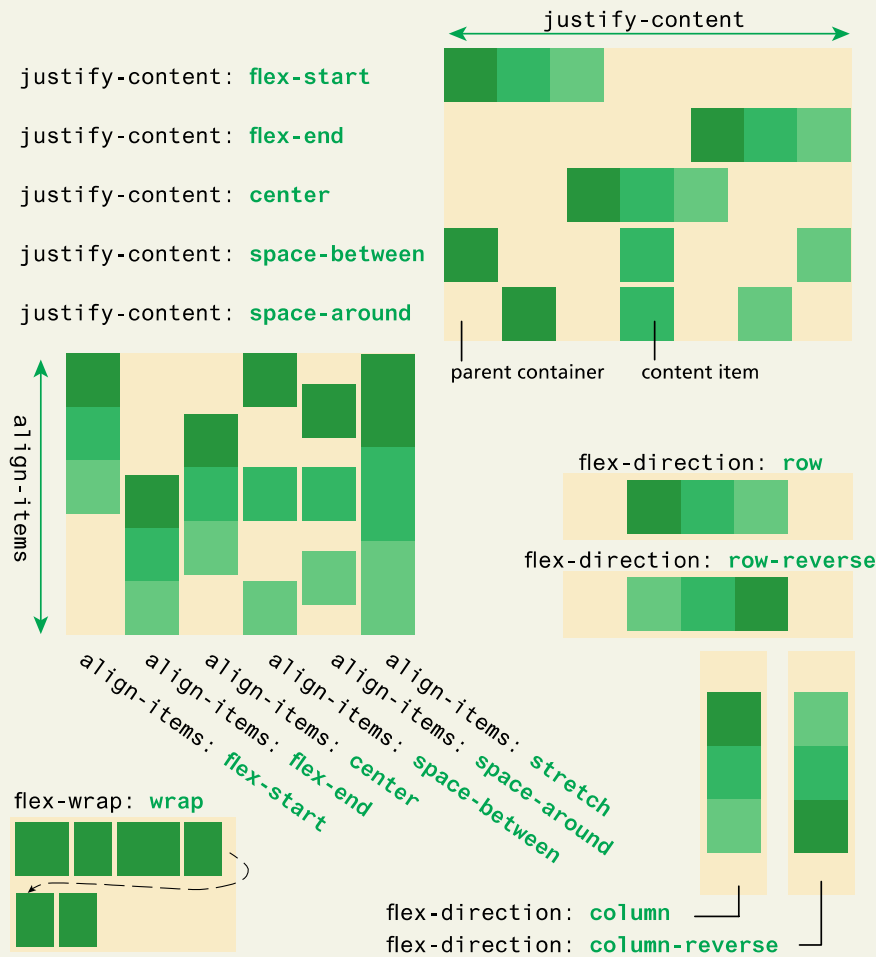 justify-content
justify-content: flex-start
justify-content: flex-end
justify-content: center
justify-content: space-between
justify-content: space-around
parent container
content item
align-items
flex-direction: row
flex-direction: row-reverse
align-items: flex-start
align-items: flex-end
align-items: center
align-items: space-between
align-items: space-around
align-items: stretch
flex-wrap: wrap
flex-direction: column
flex-direction: column-reverse